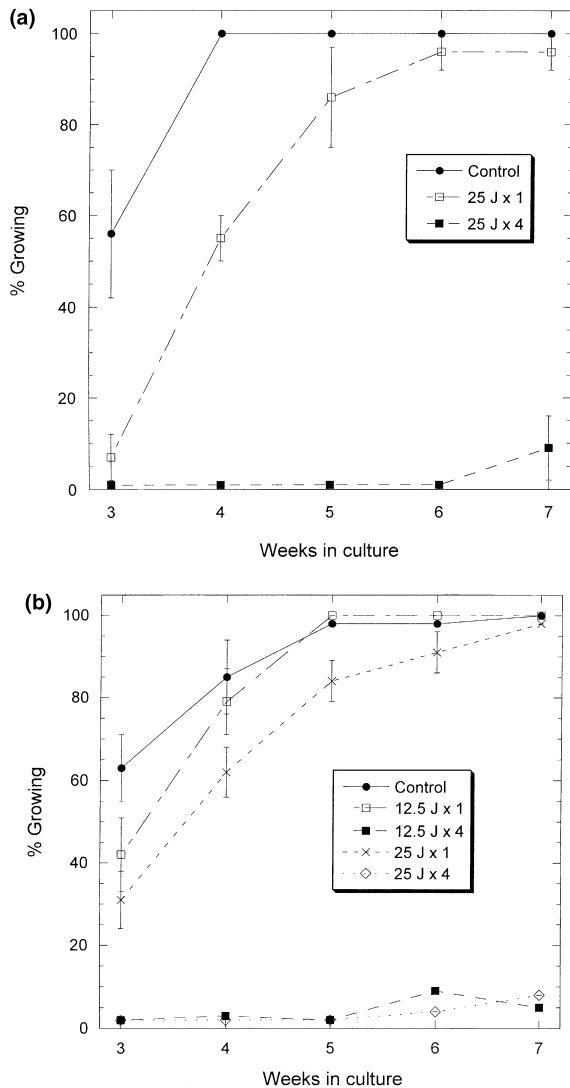 (a)
100
80
60
40
20
0
% Growing
Control
25 J x 1
25 J x 4
3 4 5 6 7
Weeks in culture
(b)
100
80
60
40
20
0
% Growing
Control
12.5 J x 1
12.5 J x 4
25 J x 1
25 J x 4
3 4 5 6 7
Weeks in culture